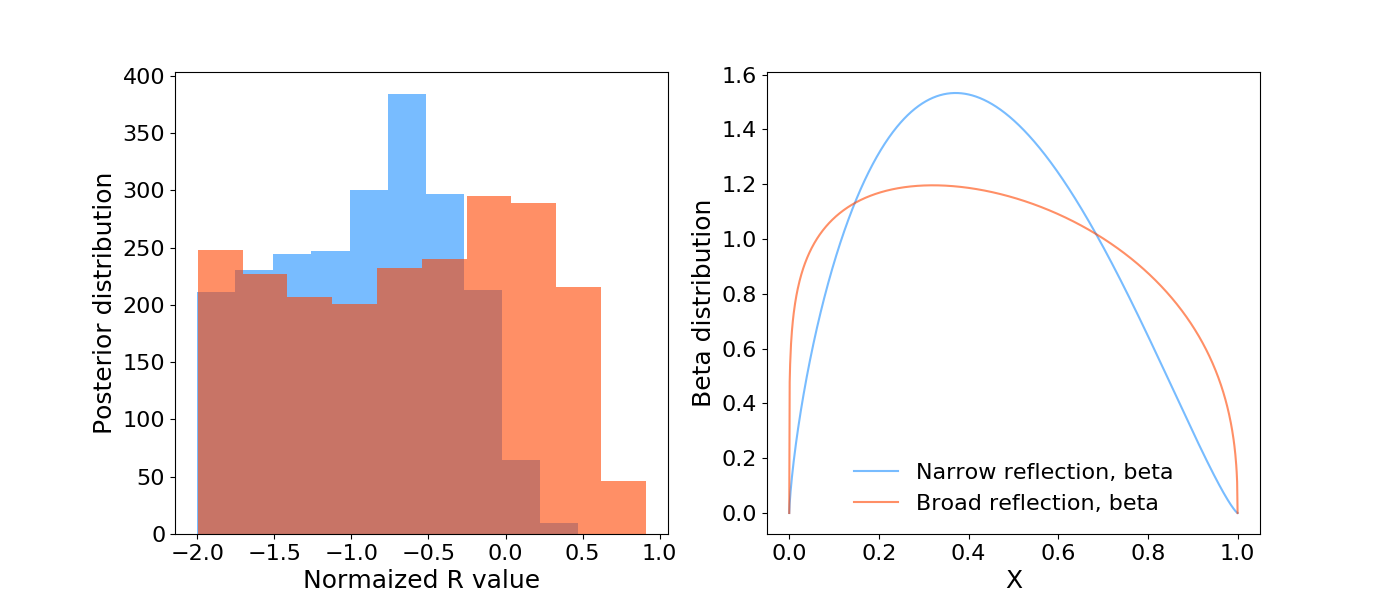 400
350
300
250
200
150
100
50
0
Posterior distribution
−2.0 −1.5 −1.0 −0.5 0.0 0.5 1.0
Normaized R value
1.6
1.4
1.2
1.0
0.8
0.6
0.4
0.2
0.0
Beta distribution
Narrow reflection, beta
Broad reflection, beta
0.0 0.2 0.4 0.6 0.8 1.0
X